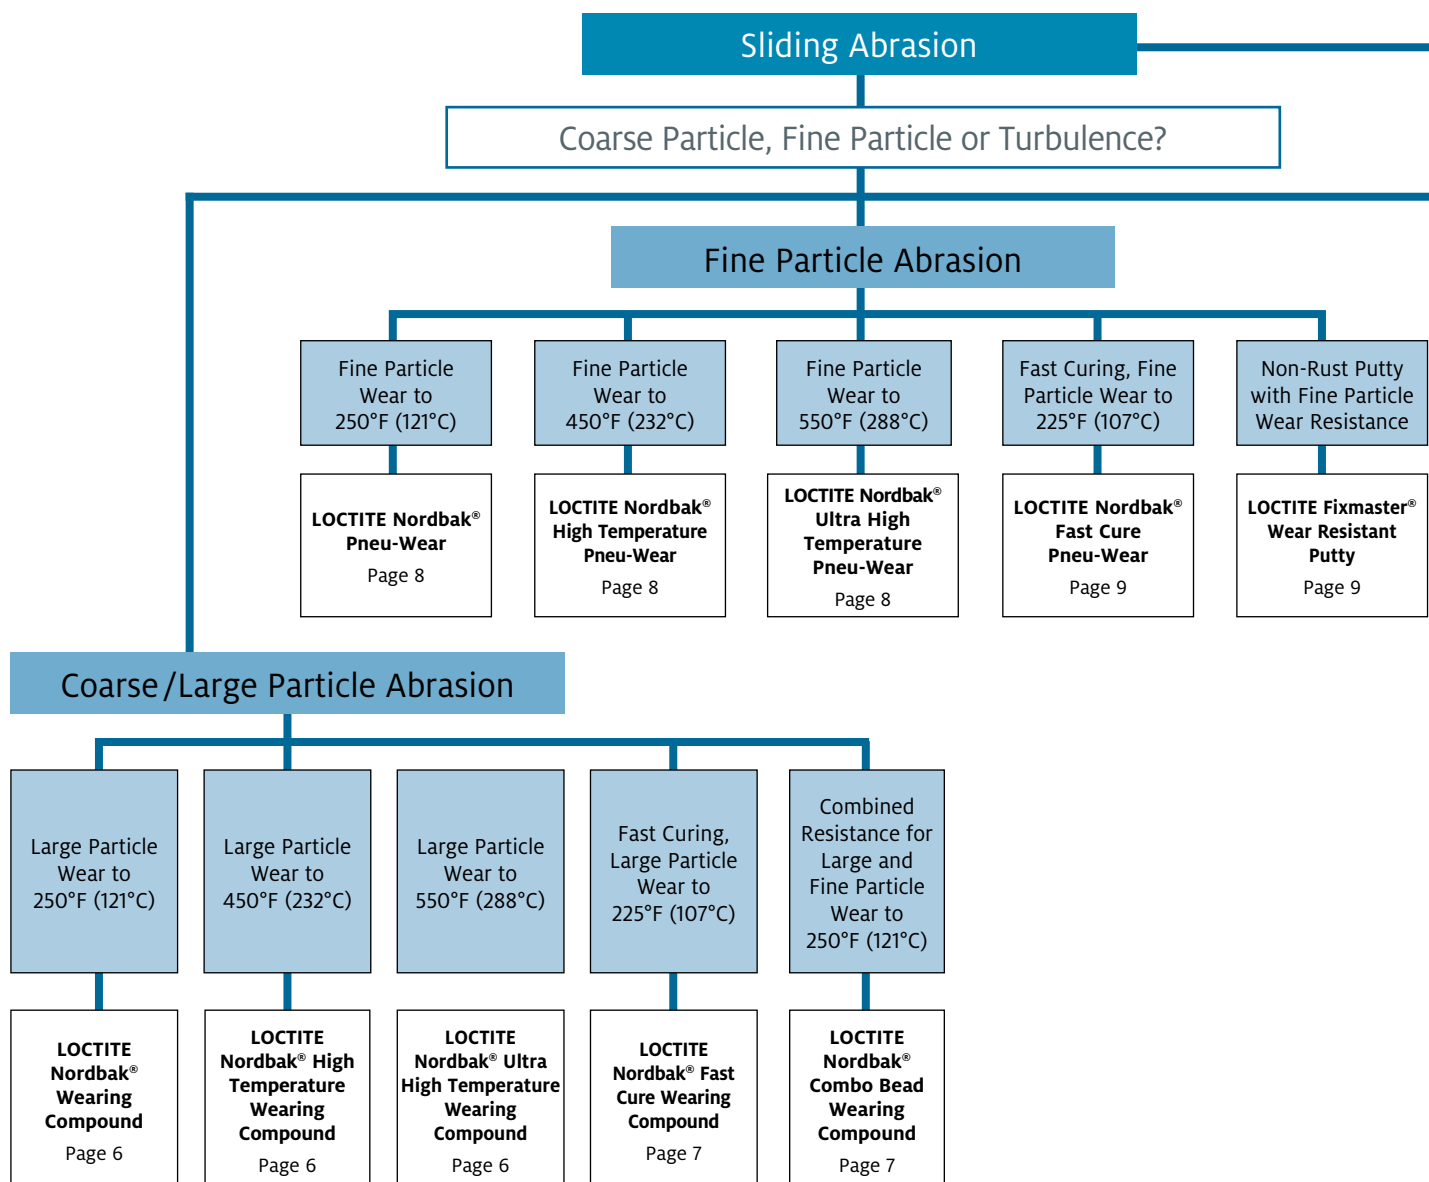 Sliding Abrasion
Coarse Particle, Fine Particle or Turbulence?
Fine Particle Abrasion
Fine Particle
Wear to
250°F (121°C)
Fine Particle
Wear to
450°F (232°C)
Fine Particle
Wear to
550°F (288°C)
Fast Curing, Fine
Particle Wear to
225°F (107°C)
Non-Rust Putty
with Fine Particle
Wear Resistance
LOCTITE Nordbak®
Pneu-Wear
Page 8
LOCTITE Nordbak®
High Temperature
Pneu-Wear
Page 8
LOCTITE Nordbak®
Ultra High
Temperature
Pneu-Wear
Page 8
LOCTITE Nordbak®
Fast Cure
Pneu-Wear
Page 9
LOCTITE Fixmaster®
Wear Resistant
Putty
Page 9
Coarse/Large Particle Abrasion
Large Particle
Wear to
250°F (121°C)
Large Particle
Wear to
450°F (232°C)
Large Particle
Wear to
550°F (288°C)
Fast Curing,
Large Particle
Wear to
225°F (107°C)
Combined
Resistance for
Large and
Fine Particle
Wear to
250°F (121°C)
LOCTITE
Nordbak®
Wearing
Compound
Page 6
LOCTITE
Nordbak® High
Temperature
Wearing
Compound
Page 6
LOCTITE
Nordbak® Ultra
High Temperature
Wearing
Compound
Page 6
LOCTITE
Nordbak® Fast
Cure Wearing
Compound
Page 7
LOCTITE
Nordbak®
Combo Bead
Wearing
Compound
Page 7